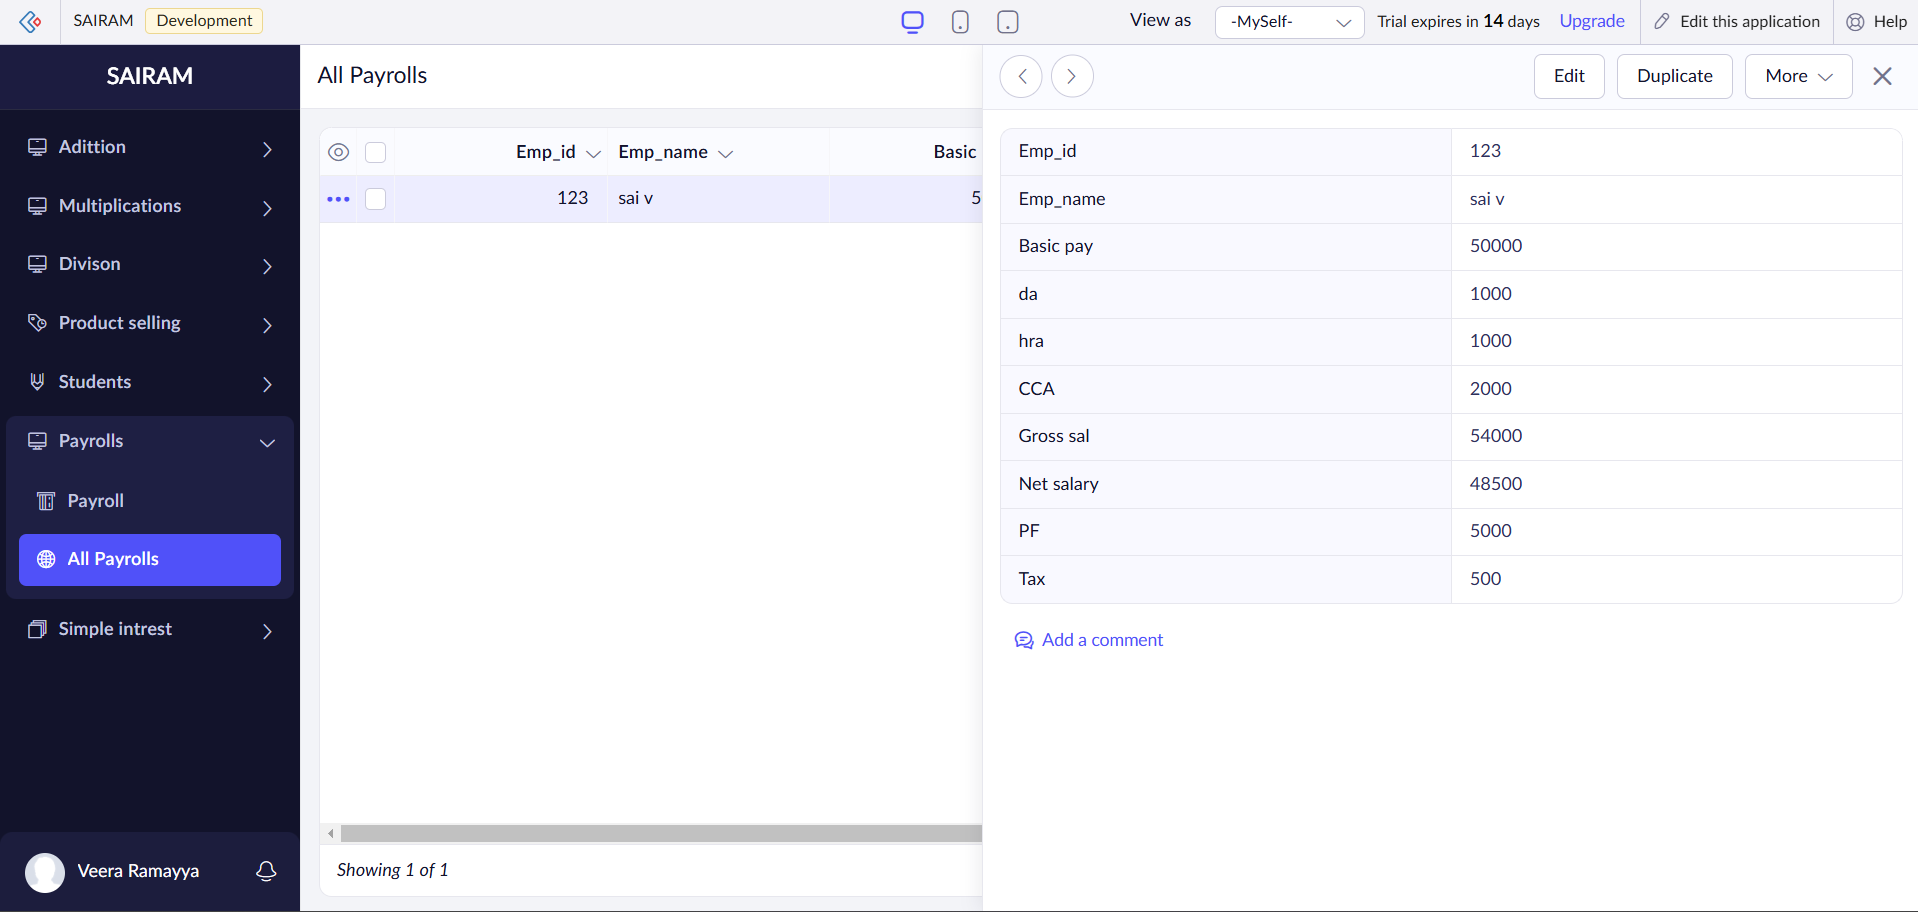 SAIRAM Development View as -MySelf- Trial expires in 14 days Upgrade Edit this application Help
SAIRAM
All Payrolls
Edit Duplicate More
Adittion
Multiplications
Divison
Product selling
Students
Payrolls
Payroll
All Payrolls
Simple intrest
Veera Ramayya
Emp_id Emp_name Basic
123 sai v 5
Showing 1 of 1
Emp_id 123
Emp_name sai v
Basic pay 50000
da 1000
hra 1000
CCA 2000
Gross sal 54000
Net salary 48500
PF 5000
Tax 500
Add a comment